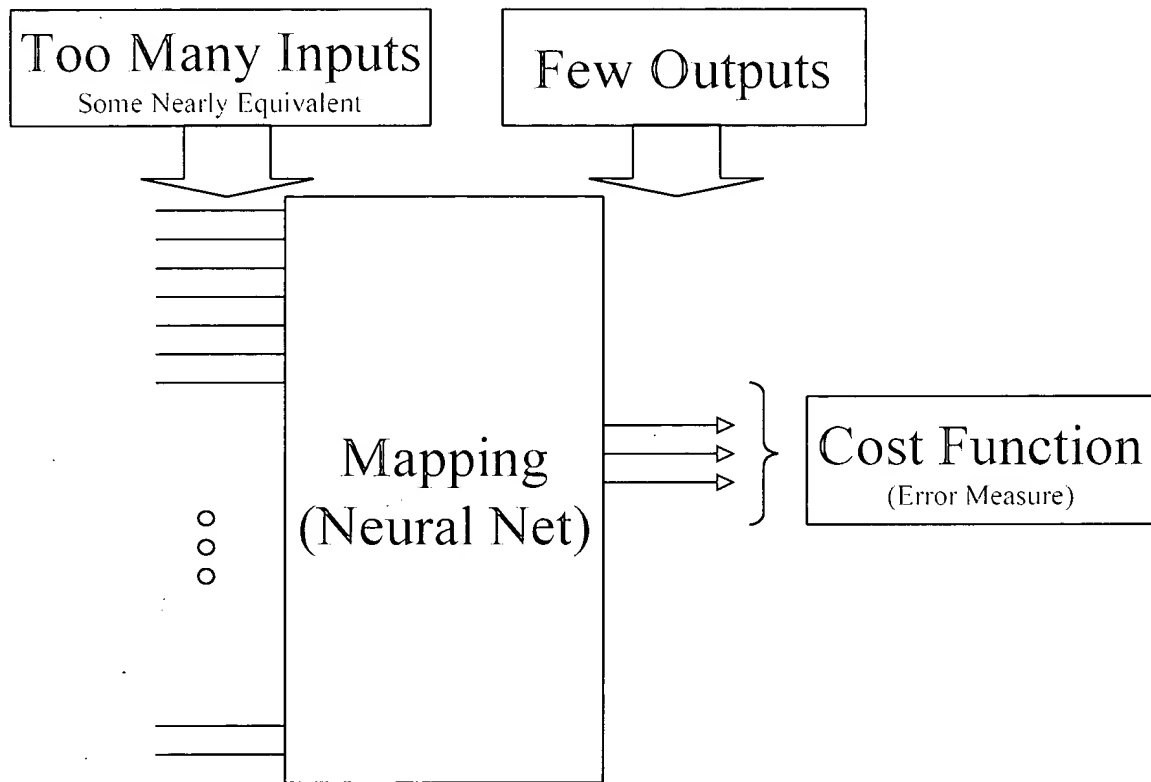 Too Many Inputs
Some Nearly Equivalent
Few Outputs
Mapping
(Neural Net)
Cost Function
(Error Measure)